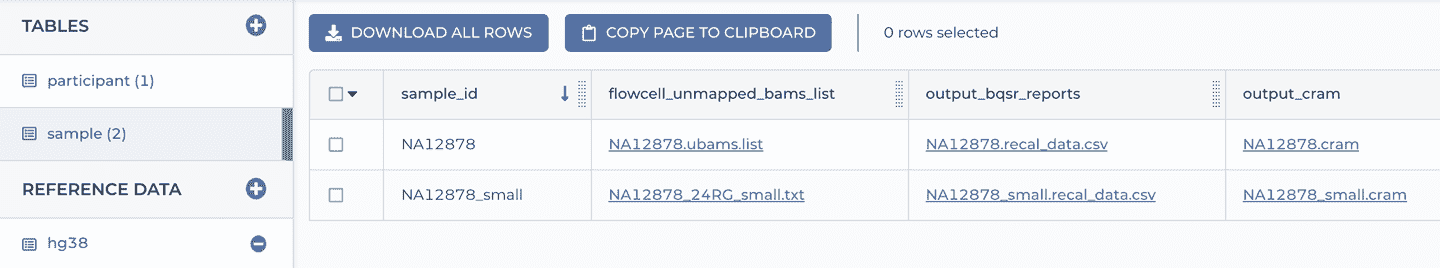 TABLES
participant (1)
sample (2)
REFERENCE DATA
hg38
DOWNLOAD ALL ROWS COPY PAGE TO CLIPBOARD 0 rows selected
sample_id flowcell_unmapped_bams_list output_bqsr_reports output_cram
NA12878 NA12878.ubams.list NA12878.recal_data.csv NA12878.cram
NA12878_small NA12878_24RG_small.txt NA12878_small.recal_data.csv NA12878_small.cram